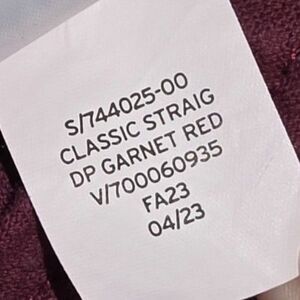 S/744025-00
CLASSIC STRAIG
DP GARNET RED
V/700060935
FA23
04/23